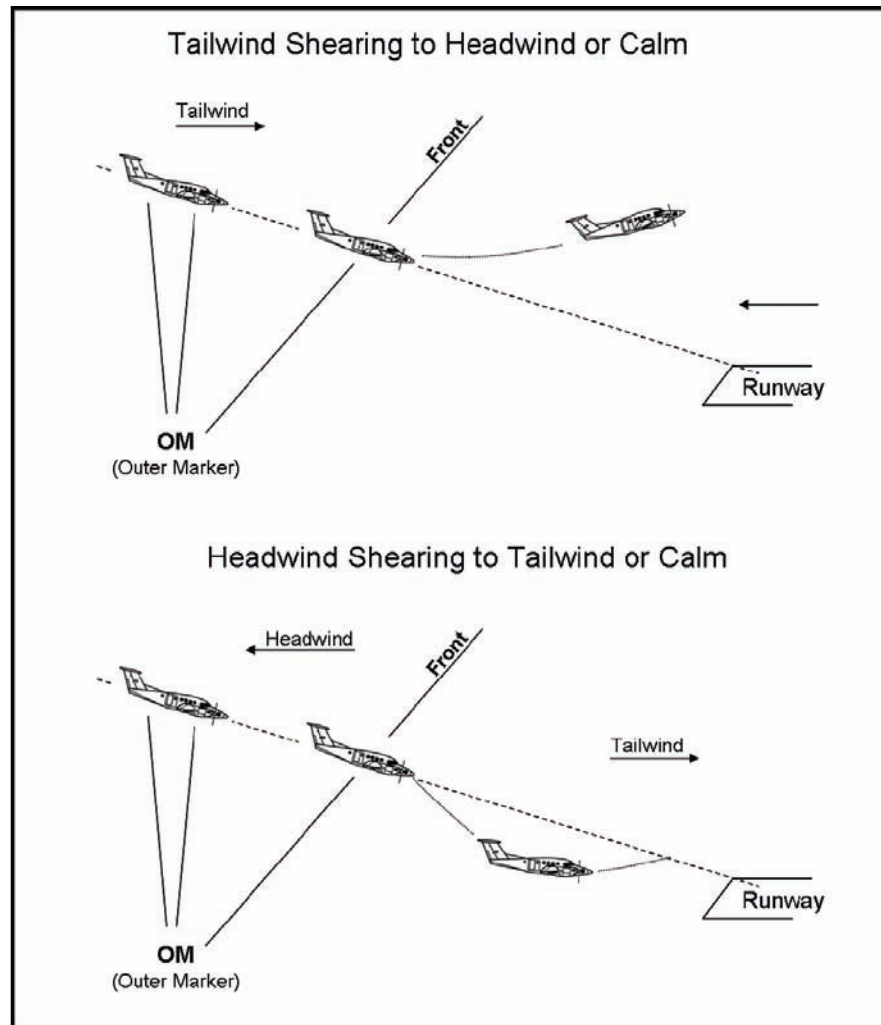 Tailwind Shearing to Headwind or Calm
Tailwind
Front
Runway
OM
(Outer Marker)
Headwind Shearing to Tailwind or Calm
Headwind
Front
Tailwind
Runway
OM
(Outer Marker)